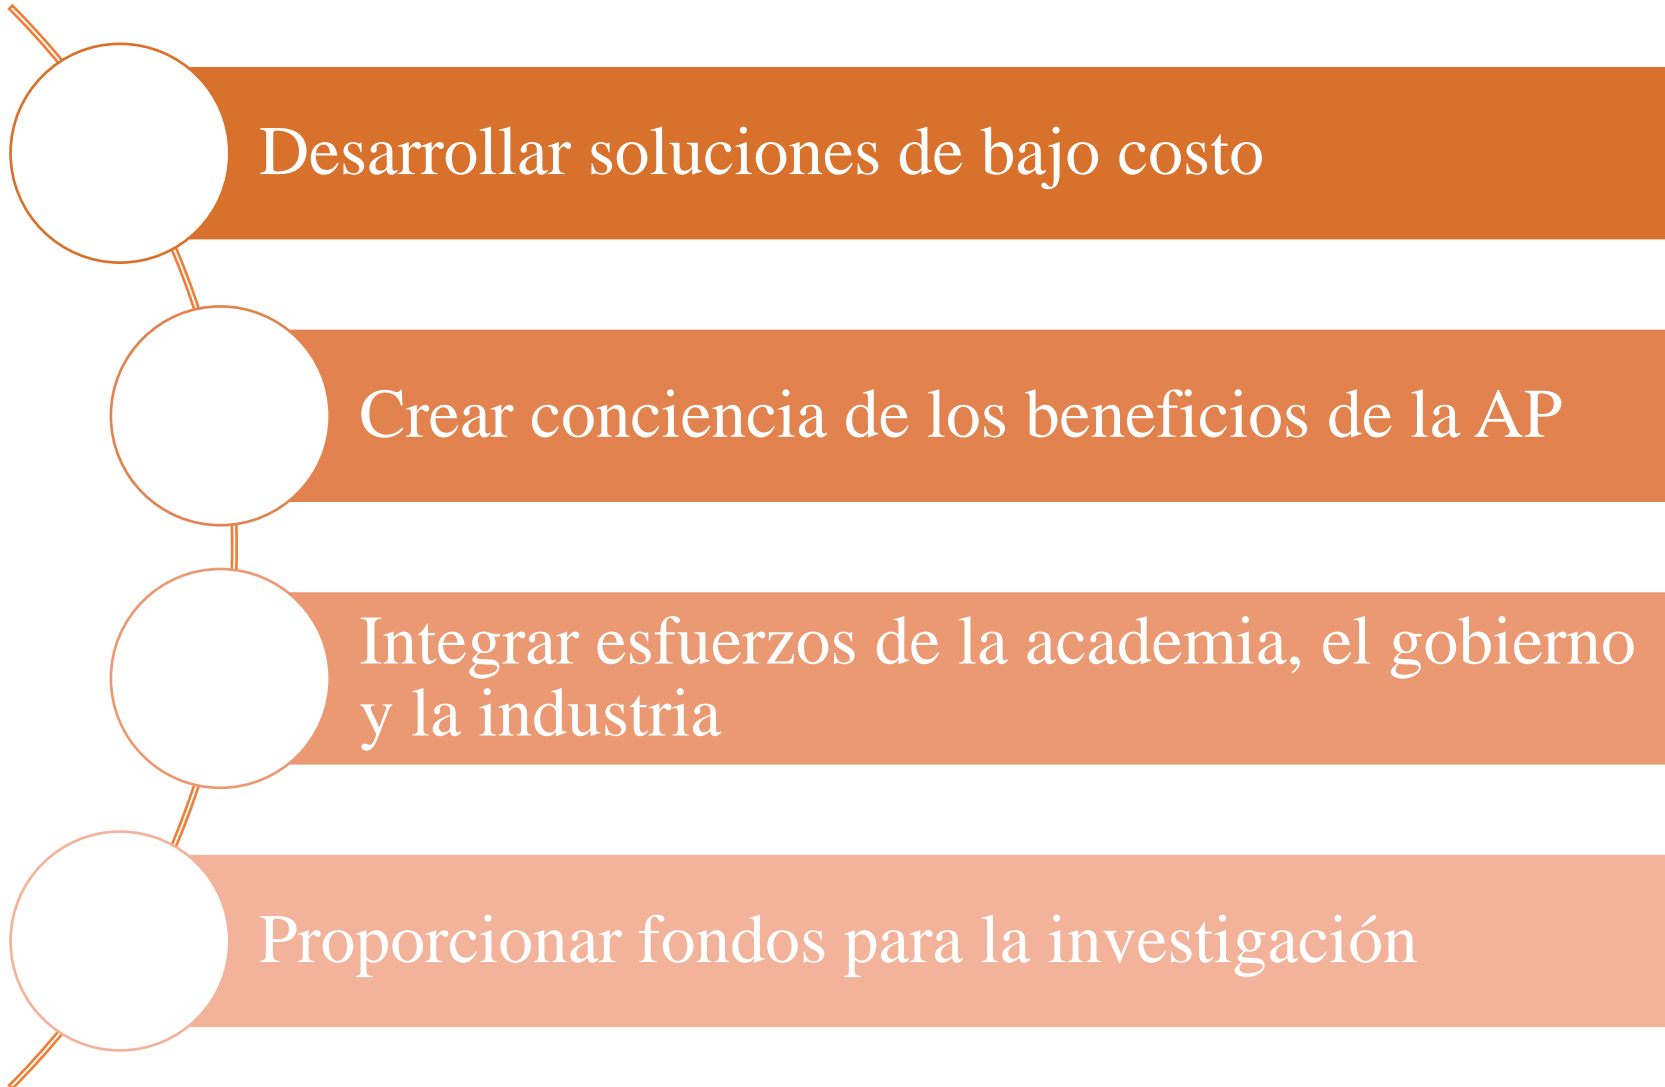 Desarrollar soluciones de bajo costo
Crear conciencia de los beneficios de la AP
Integrar esfuerzos de la academia, el gobierno
y la industria
Proporcionar fondos para la investigación